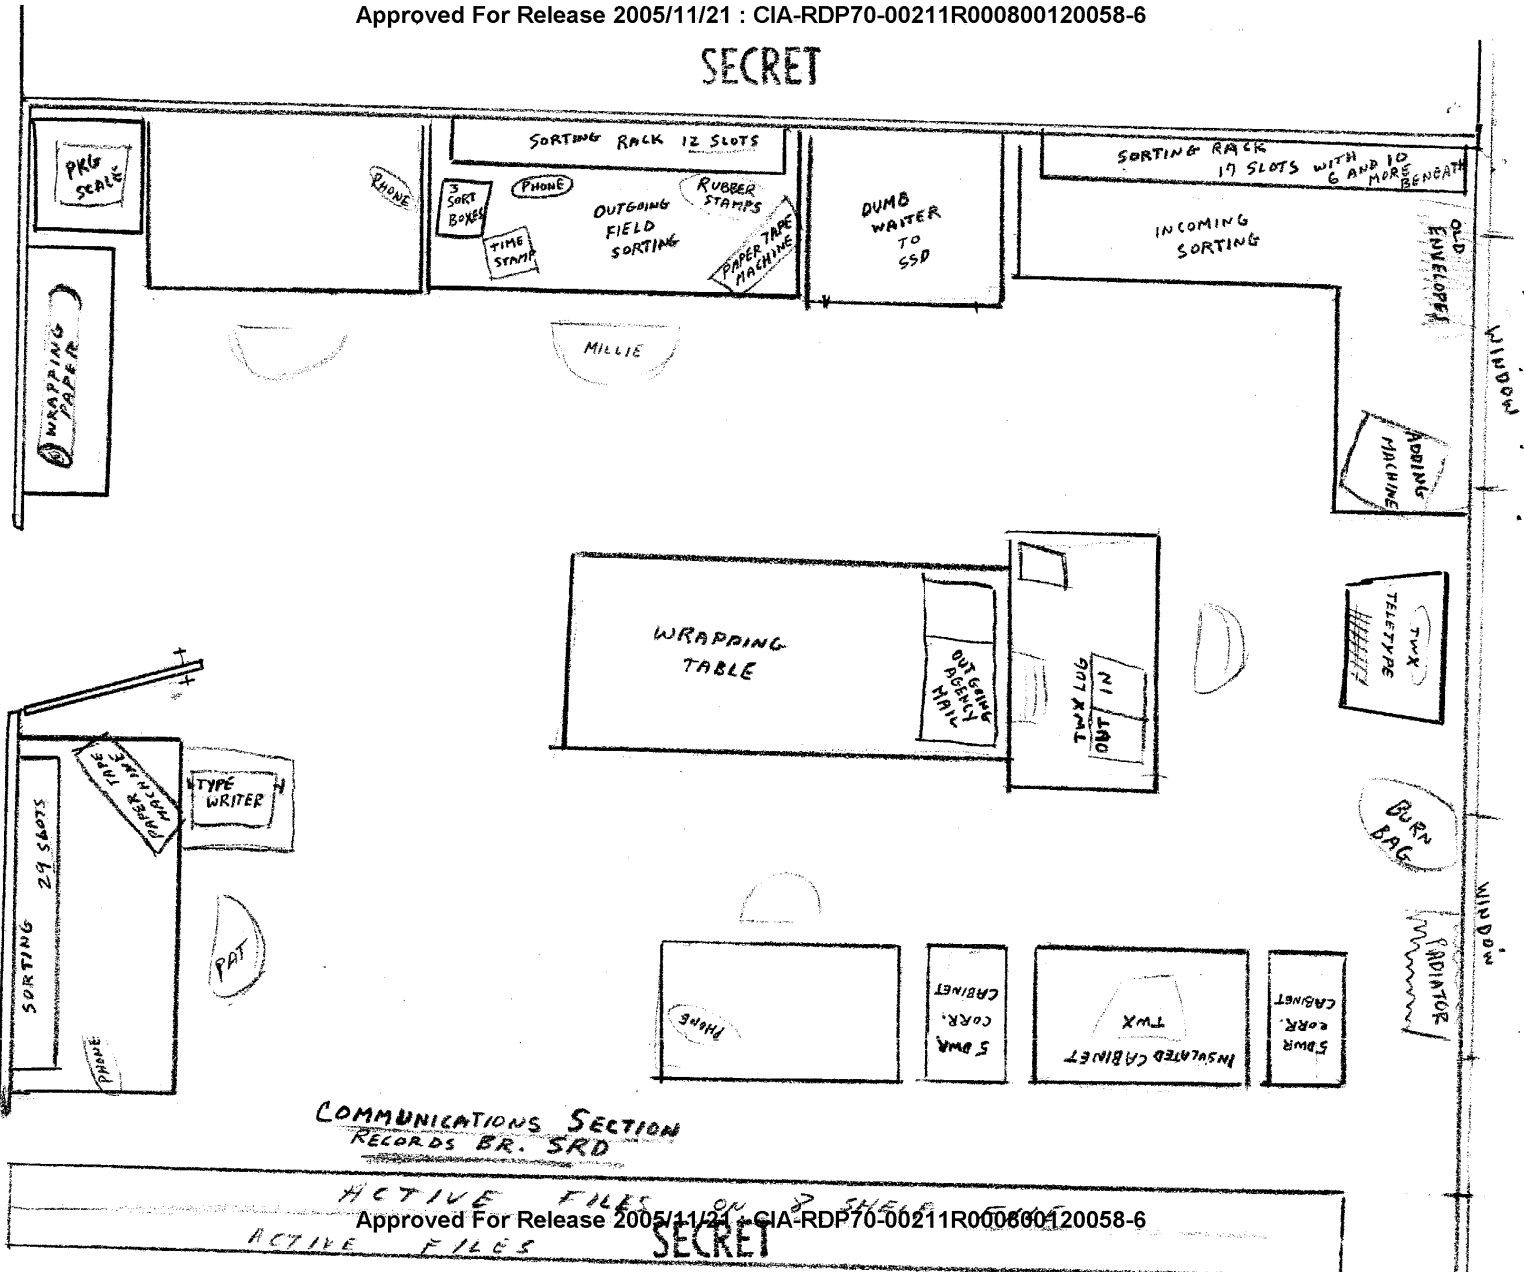 Approved For Release 2005/11/21 : CIA-RDP70-00211R000800120058-6
SECRET
PKG
SCALE
PHONE
SORTING RACK 12 SLOTS
3
SORT
BOXES
PHONE
RUBBER
STAMPS
TIME
STAMP
OUTGOING
FIELD
SORTING
PAPER TAPE
MACHINE
DUMB
WAITER
TO
SSD
SORTING RACK
17 SLOTS WITH
6 AND 10
MORE
BENEATH
INCOMING
SORTING
OLD
ENVELOPES
WINDOW
WRAPPING
PAPER
MILLIE
ADDING
MACHINE
WRAPPING
TABLE
OUTGOING
AGENCY
MAIL
TWX LOG
IN
OUT
TWX
TELETYPE
PAPER TAPE
MACHINE
TYPE
WRITER
BURN
BAG
SORTING 29 SLOTS
PAT
PHONE
WINDOW
RADIATOR
PHONE
5 DWR
CORR.
CABINET
TWX
INSULATED CABINET
5 DWR
CORR.
CABINET
COMMUNICATIONS SECTION
RECORDS BR. SRD
ACTIVE FILES ON 8 SHELF
Approved For Release 2005/11/21 : CIA-RDP70-00211R000800120058-6
ACTIVE FILES
SECRET